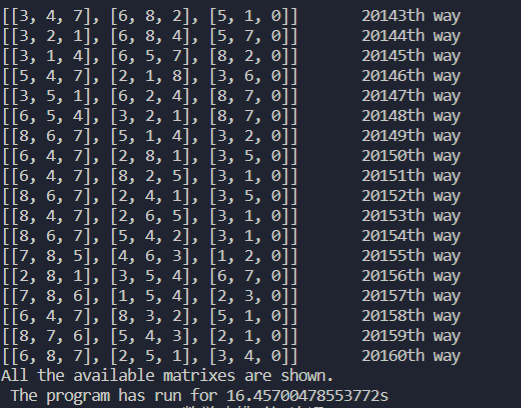 [[3, 4, 7], [6, 8, 2], [5, 1, 0]] 20143th way
[[3, 2, 1], [6, 8, 4], [5, 7, 0]] 20144th way
[[3, 1, 4], [6, 5, 7], [8, 2, 0]] 20145th way
[[5, 4, 7], [2, 1, 8], [3, 6, 0]] 20146th way
[[3, 5, 1], [6, 2, 4], [8, 7, 0]] 20147th way
[[6, 5, 4], [3, 2, 1], [8, 7, 0]] 20148th way
[[8, 6, 7], [5, 1, 4], [3, 2, 0]] 20149th way
[[6, 4, 7], [2, 8, 1], [3, 5, 0]] 20150th way
[[6, 4, 7], [8, 2, 5], [3, 1, 0]] 20151th way
[[8, 6, 7], [2, 4, 1], [3, 5, 0]] 20152th way
[[8, 4, 7], [2, 6, 5], [3, 1, 0]] 20153th way
[[8, 6, 7], [5, 4, 2], [3, 1, 0]] 20154th way
[[7, 8, 5], [4, 6, 3], [1, 2, 0]] 20155th way
[[2, 8, 1], [3, 5, 4], [6, 7, 0]] 20156th way
[[7, 8, 6], [1, 5, 4], [2, 3, 0]] 20157th way
[[6, 4, 7], [8, 3, 2], [5, 1, 0]] 20158th way
[[8, 7, 6], [5, 4, 3], [2, 1, 0]] 20159th way
[[6, 8, 7], [2, 5, 1], [3, 4, 0]] 20160th way
All the available matrixes are shown.
The program has run for 16.45700478553772s